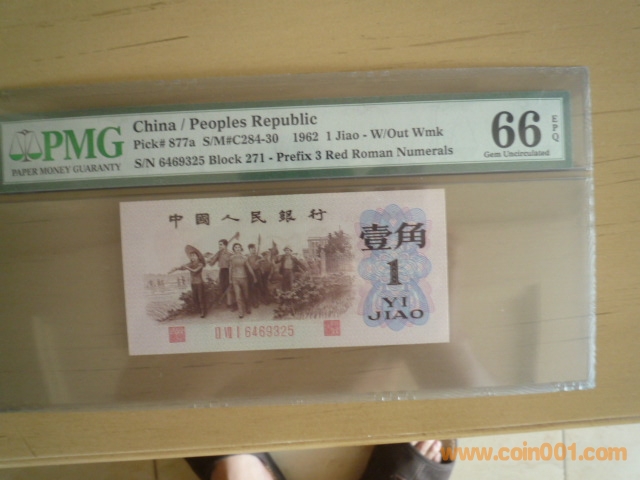 PMG
PAPER MONEY GUARANTY
China / Peoples Republic
Pick# 877a S/M#C284-30 1962 1 Jiao - W/Out Wmk
S/N 6469325 Block 271 - Prefix 3 Red Roman Numerals
66 EPQ
Gem Uncirculated
中國人民銀行
壹角
1
YI
JIAO
II VII I 6469325
www.coin001.com